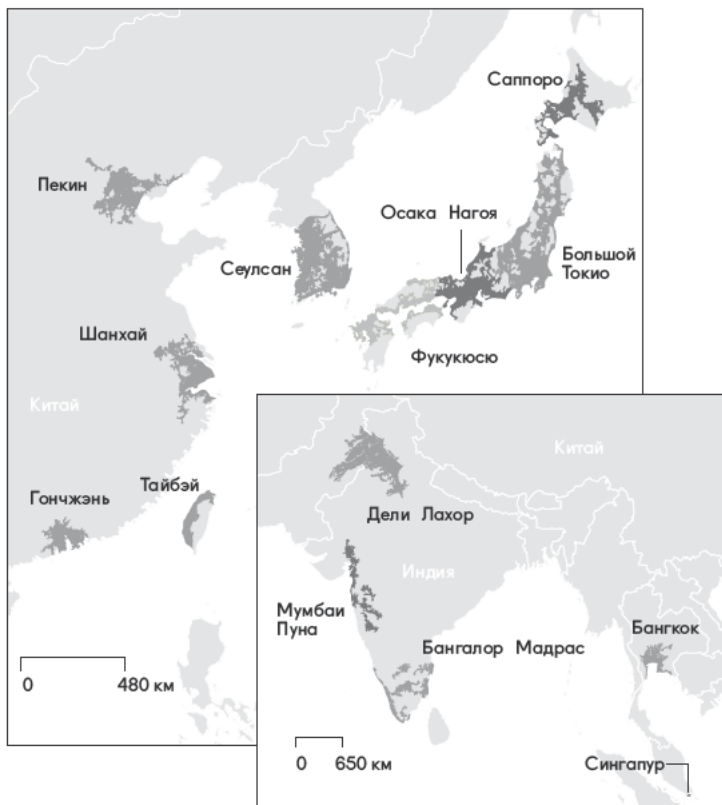 Саппоро
Пекин
Осака Нагоя
Сеулсан
Большой
Токио
Шанхай
Фукукюсю
Китай
Тайбэй
Гончжэнь
0 480 км
Китай
Дели Лахор
Индия
Мумбаи
Пуна
Бангкок
Бангалор Мадрас
0 650 км
Сингапур